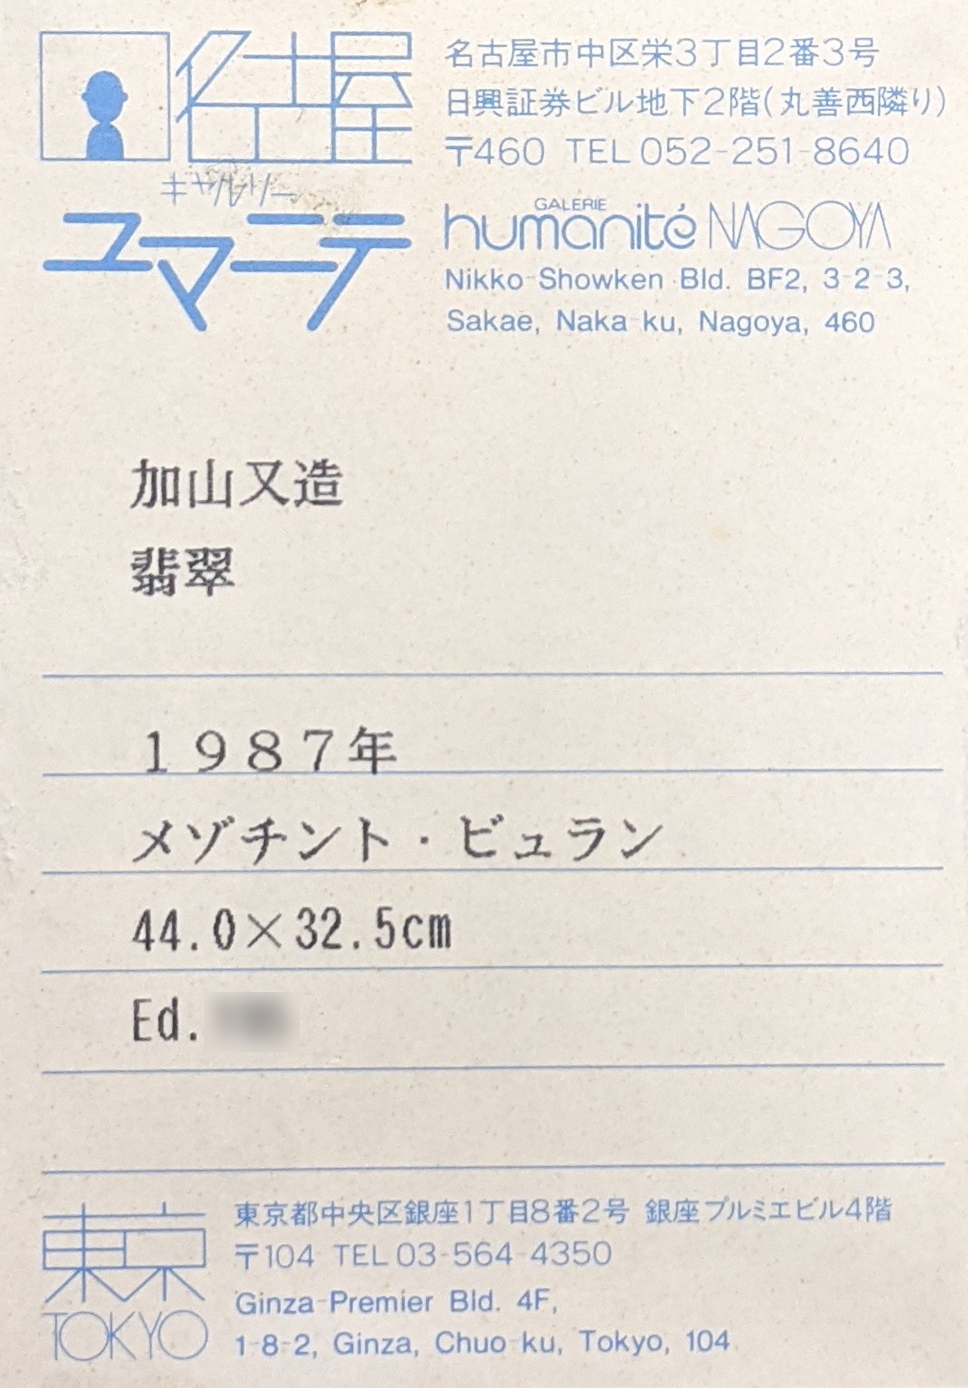 名古屋
ギャルリー
ユマニテ
名古屋市中区栄3丁目2番3号
日興証券ビル地下2階(丸善西隣り)
〒460 TEL 052-251-8640
GALERIE
humanité NAGOYA
Nikko-Showken Bld. BF2, 3-2-3,
Sakae, Naka-ku, Nagoya, 460
加山又造
翡翠
1987年
メゾチント・ビュラン
44.0×32.5cm
Ed.
東京
TOKYO
東京都中央区銀座1丁目8番2号 銀座プルミエビル4階
〒104 TEL 03-564-4350
Ginza-Premier Bld. 4F,
1-8-2, Ginza, Chuo-ku, Tokyo, 104